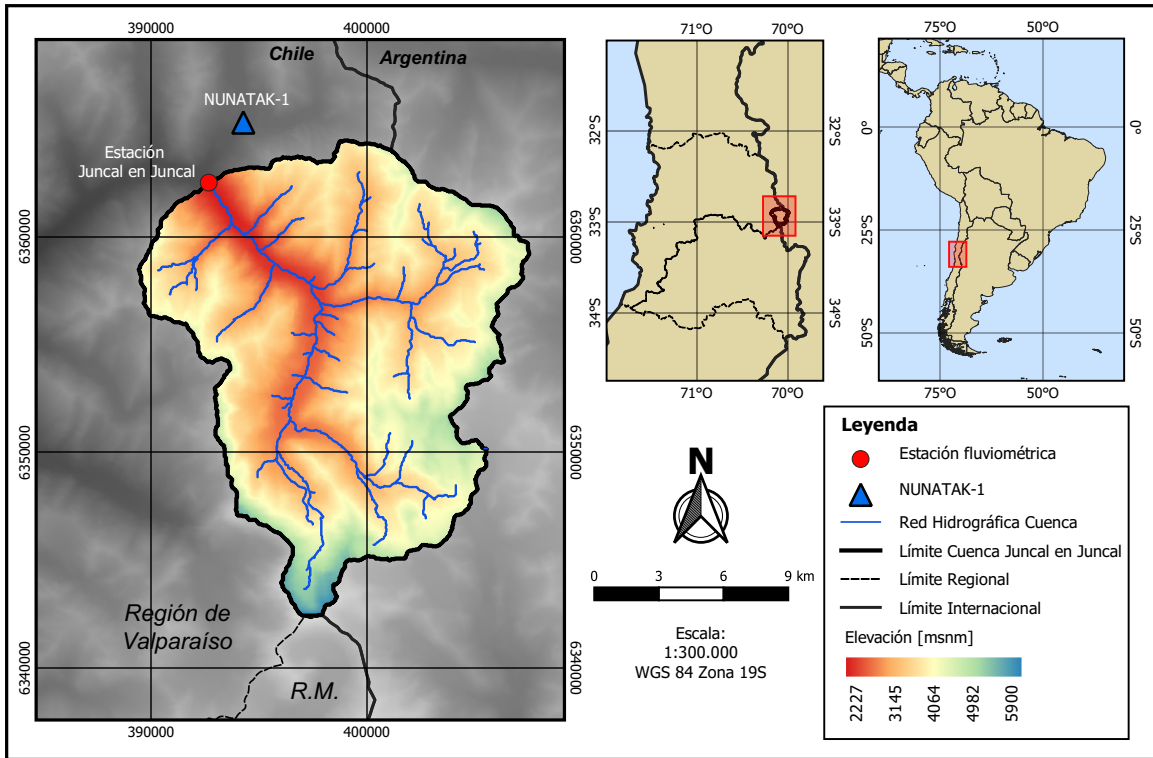 390000
400000
Chile
Argentina
NUNATAK-1
Estación
Juncal en Juncal
6360000
6350000
6340000
6360000
6350000
6340000
Región de
Valparaíso
R.M.
390000
400000
71°O
70°O
32°S
33°S
34°S
32°S
33°S
34°S
71°O
70°O
75°O
50°O
0°
25°S
50°S
0°
25°S
50°S
75°O
50°O
N
0
3
6
9 km
Escala:
1:300.000
WGS 84 Zona 19S
Leyenda
Estación fluviométrica
NUNATAK-1
Red Hidrográfica Cuenca
Límite Cuenca Juncal en Juncal
Límite Regional
Límite Internacional
Elevación [msnm]
2227
3145
4064
4982
5900